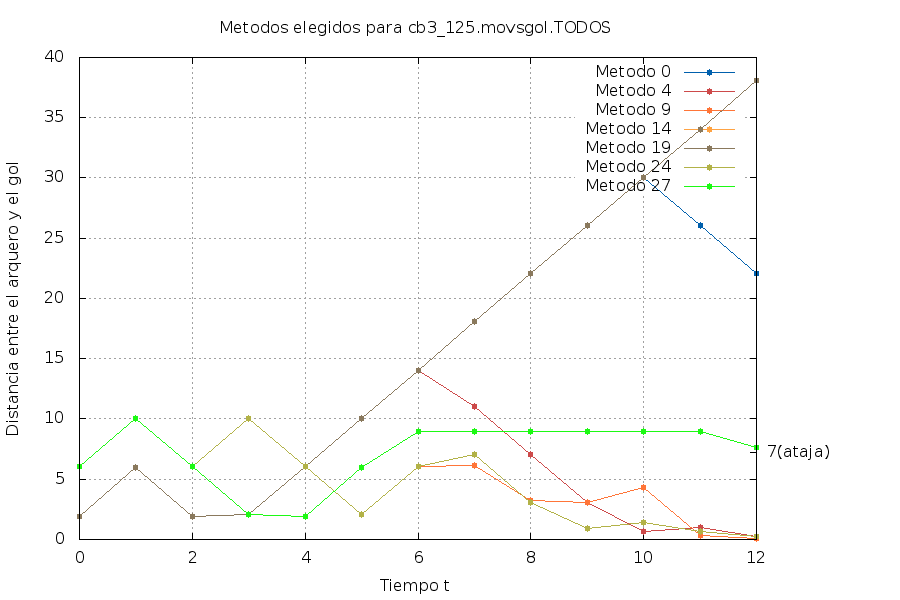 Metodos elegidos para cb3_125.movsgol.TODOS
40
35
30
25
20
15
10
5
0
Distancia entre el arquero y el gol
Metodo 0
Metodo 4
Metodo 9
Metodo 14
Metodo 19
Metodo 24
Metodo 27
7(ataja)
0 2 4 6 8 10 12
Tiempo t